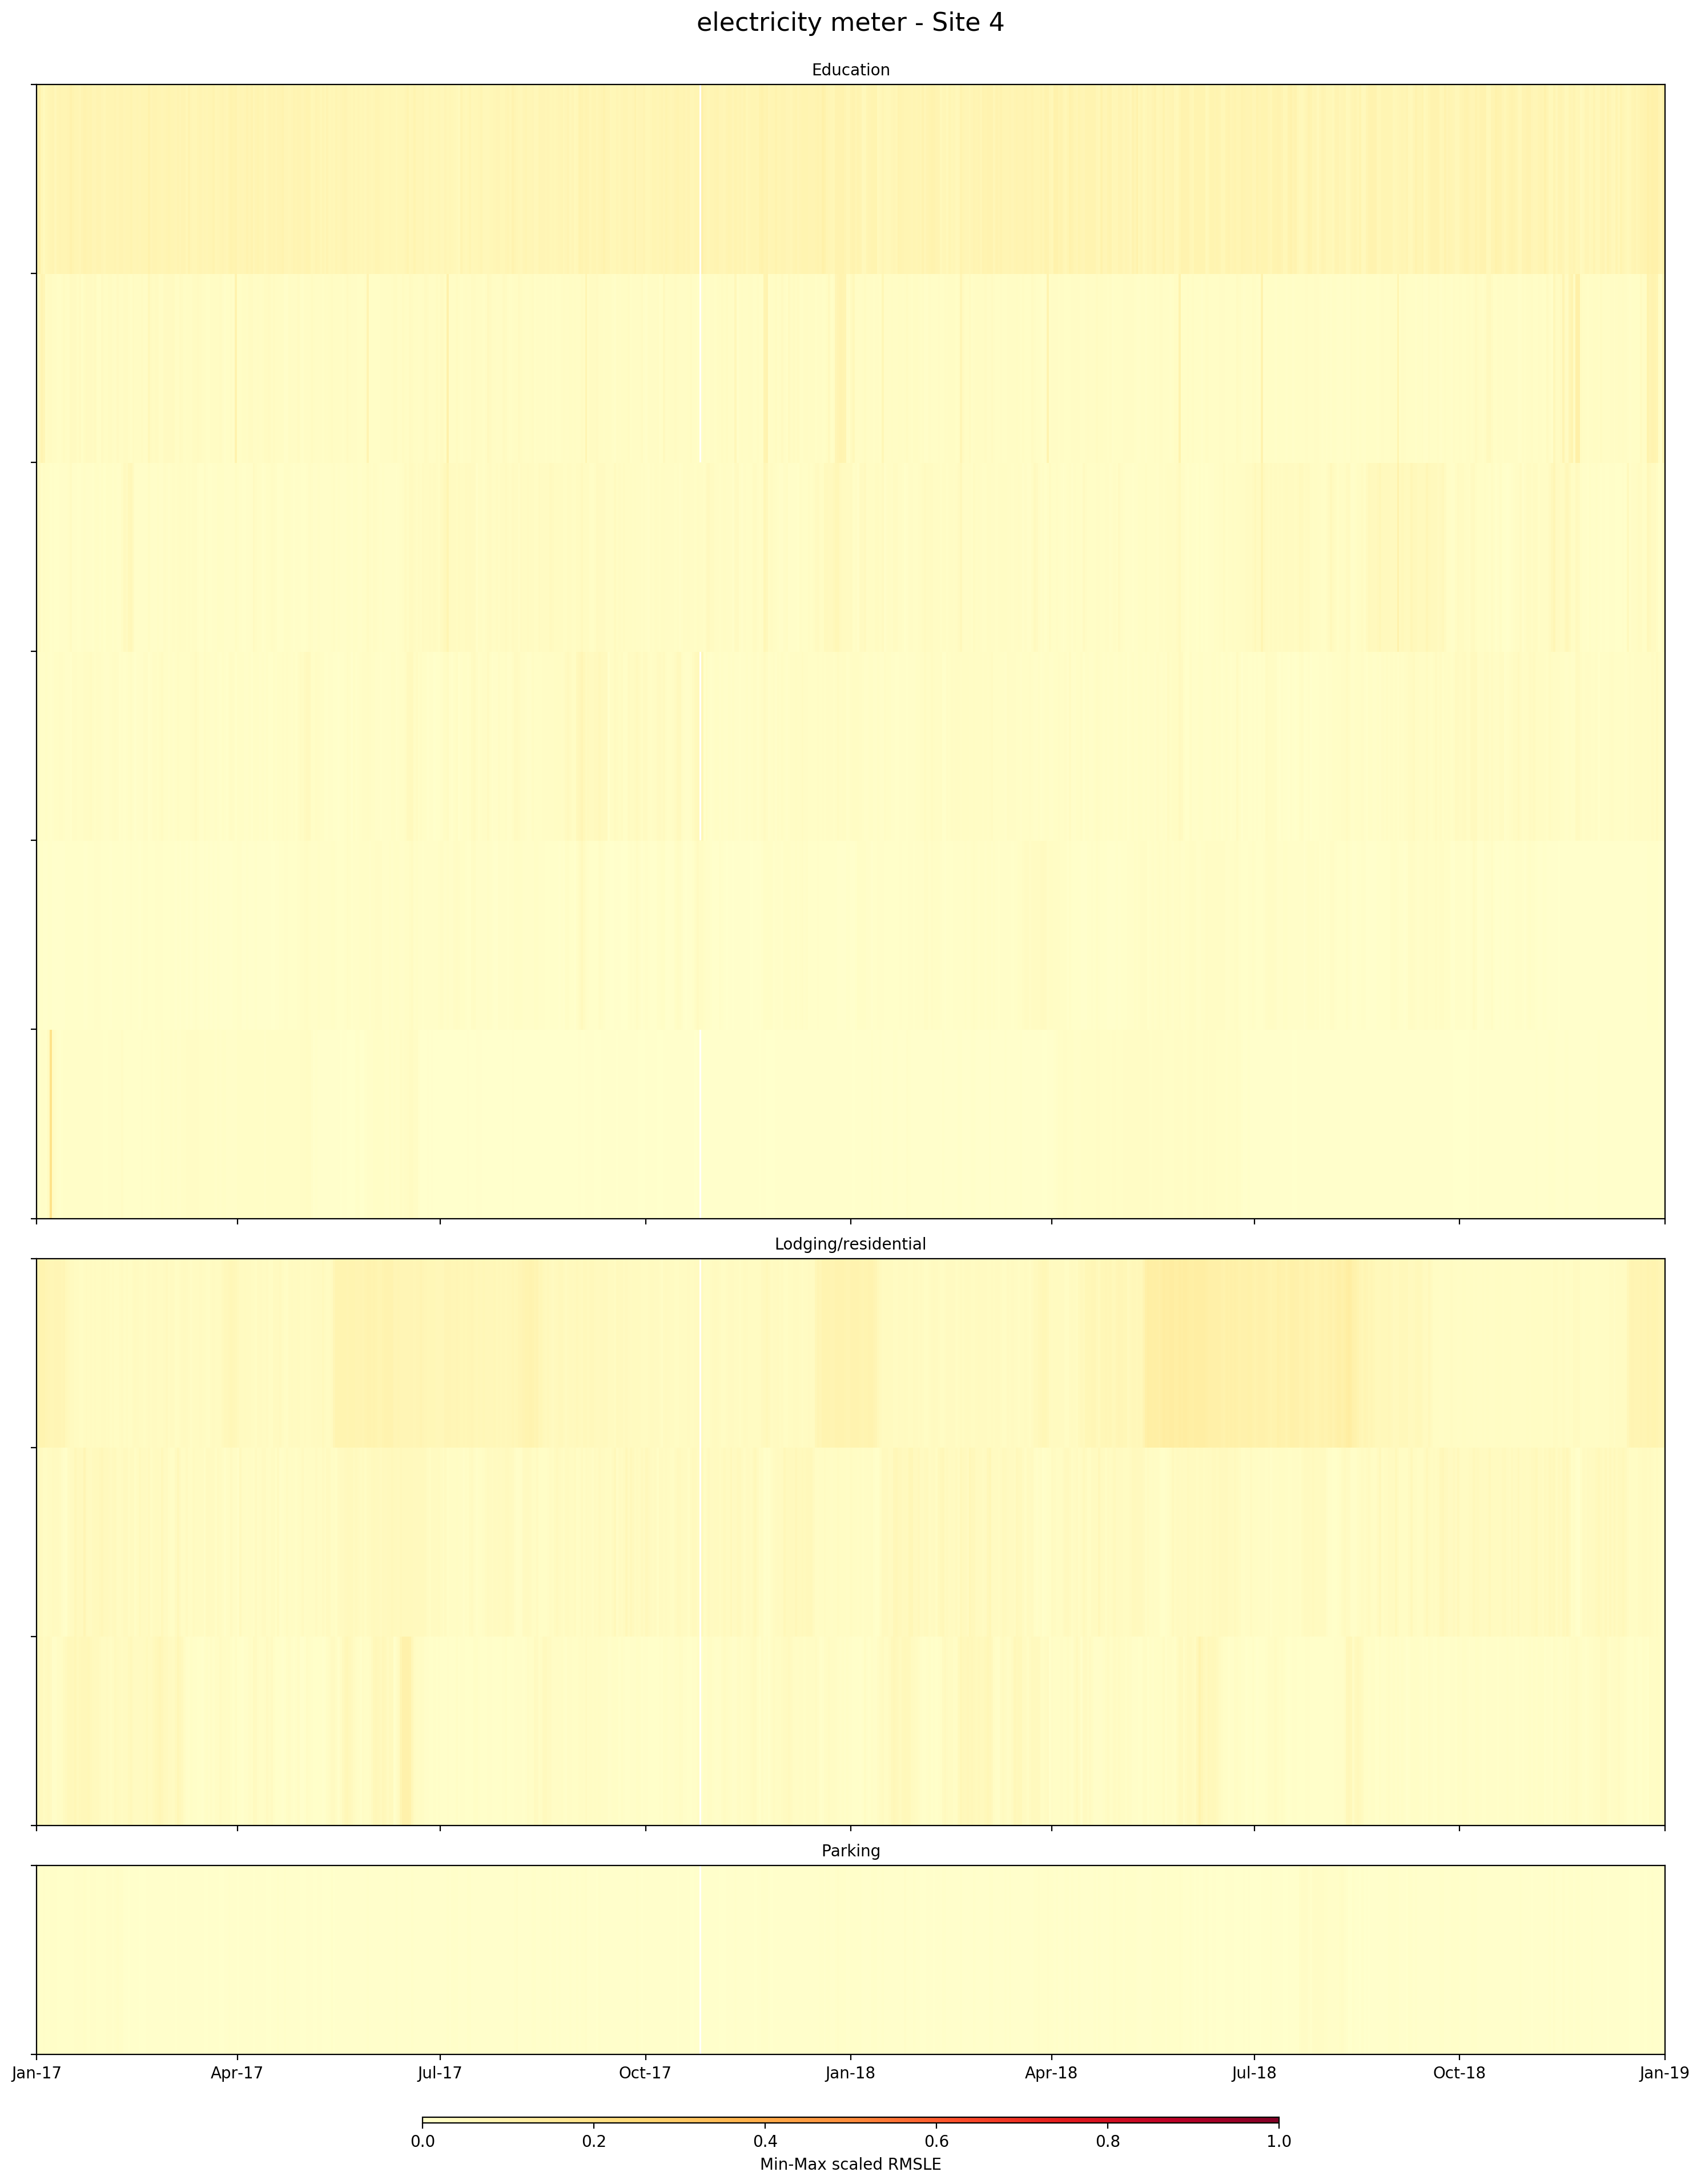 electricity meter - Site 4
Education
Lodging/residential
Parking
Jan-17 Apr-17 Jul-17 Oct-17 Jan-18 Apr-18 Jul-18 Oct-18 Jan-19
0.0 0.2 0.4 0.6 0.8 1.0
Min-Max scaled RMSLE